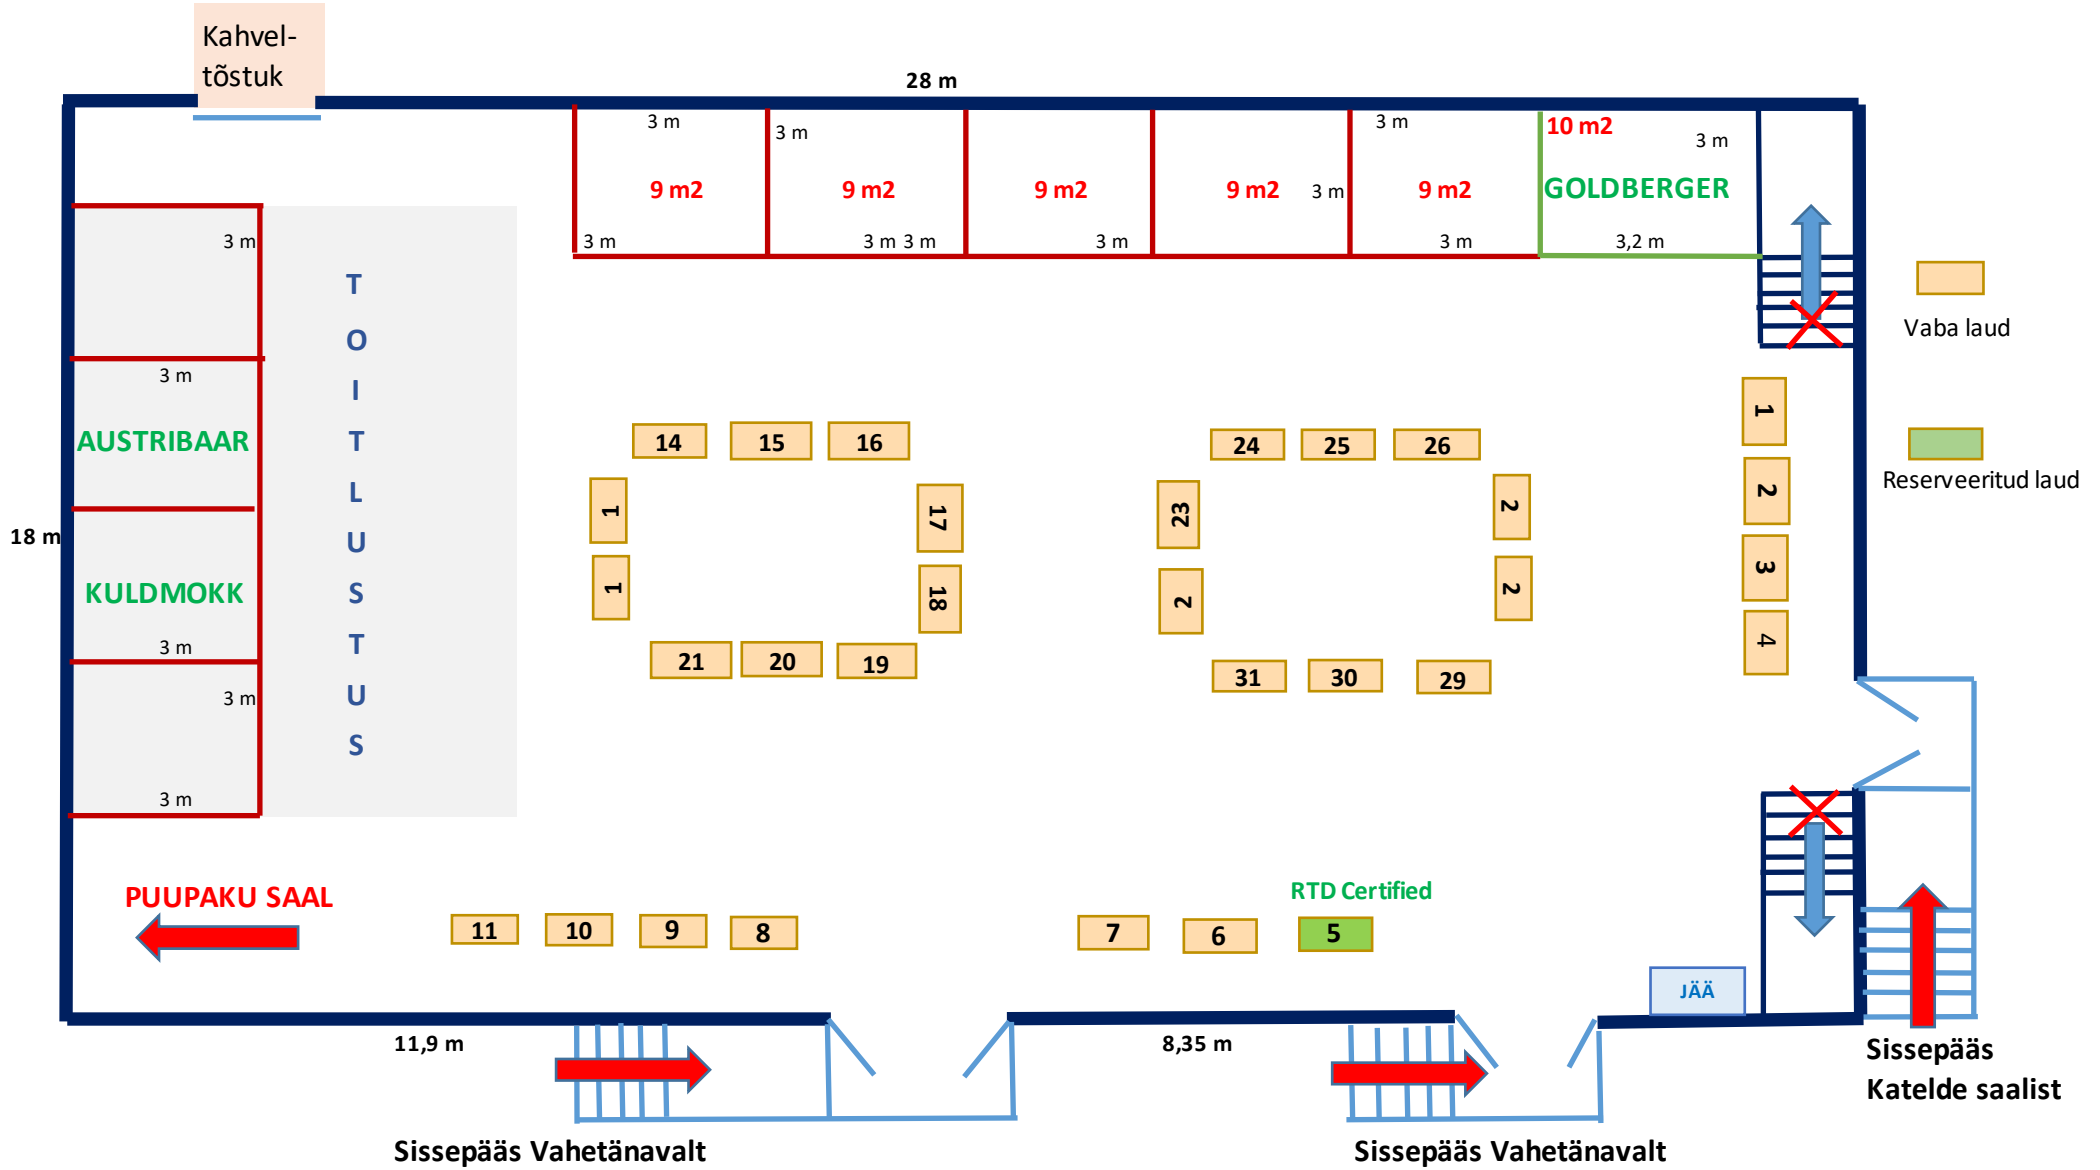 Kahvel-
tõstuk
28 m
3 m
3 m
3 m
10 m2
3 m
9 m2
9 m2
9 m2
9 m2
3 m
9 m2
GOLDBERGER
3 m
3 m
3 m 3 m
3 m
3 m
3,2 m
TOITLUSTUS
Vaba laud
3 m
AUSTRIBAAR
KULDMOKK
3 m
3 m
3 m
18 m
Reserveeritud laud
14
15
16
1
17
1
18
21
20
19
24
25
26
23
2
2
2
31
30
29
1
2
3
4
PUUPAKU SAAL
11
10
9
8
7
6
RTD Certified
5
JÄÄ
11,9 m
8,35 m
Sissepääs Vahetänavalt
Sissepääs Vahetänavalt
Sissepääs
Katelde saalist